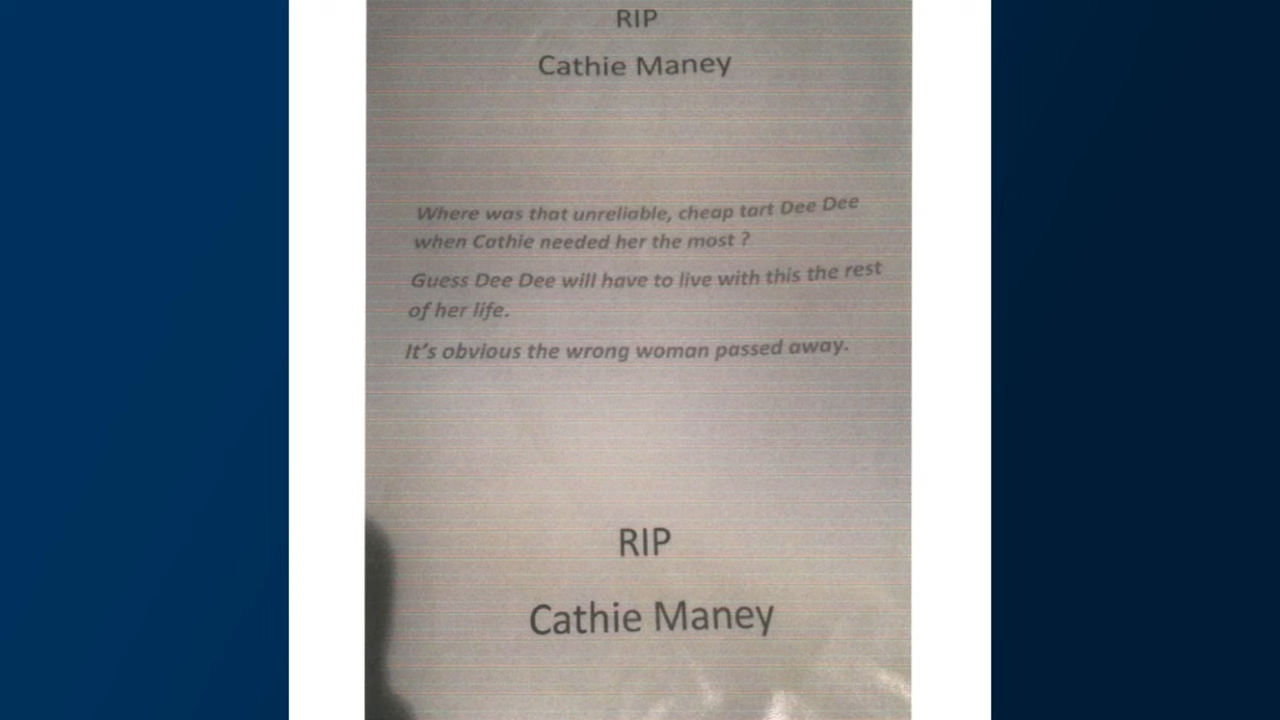 RIP
Cathie Maney
Where was that unreliable, cheap tart Dee Dee
when Cathie needed her the most ?
Guess Dee Dee will have to live with this the rest
of her life.
It's obvious the wrong woman passed away.
RIP
Cathie Maney